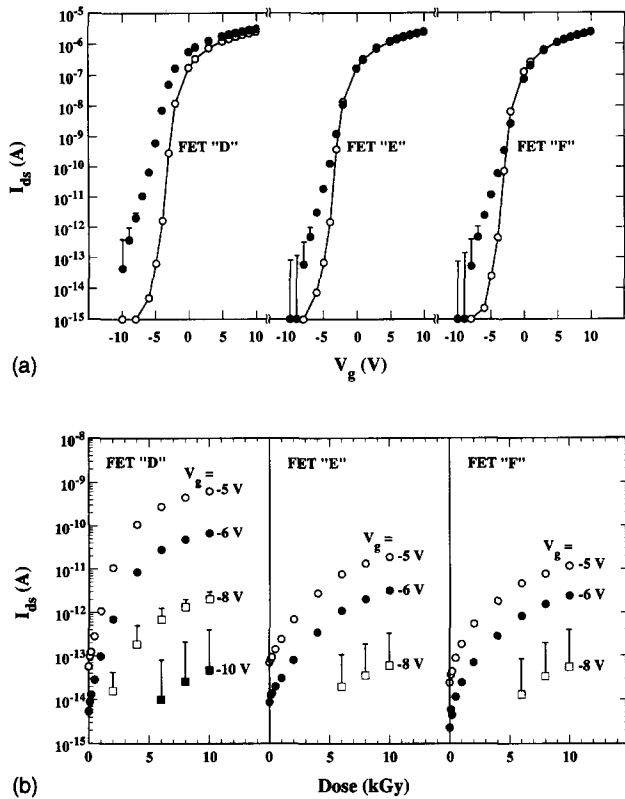 10^-5
10^-6
10^-7
10^-8
10^-9
10^-10
10^-11
10^-12
10^-13
10^-14
10^-15
I_ds (A)
FET "D"
FET "E"
FET "F"
-10 -5 0 5 10
-10 -5 0 5 10
-10 -5 0 5 10
V_g (V)
(a)
10^-8
10^-9
10^-10
10^-11
10^-12
10^-13
10^-14
10^-15
I_ds (A)
FET "D"
V_g =
-5 V
-6 V
-8 V
-10 V
FET "E"
V_g =
-5 V
-6 V
-8 V
FET "F"
V_g =
-5 V
-6 V
-8 V
0 5 10
0 5 10
0 5 10
Dose (kGy)
(b)